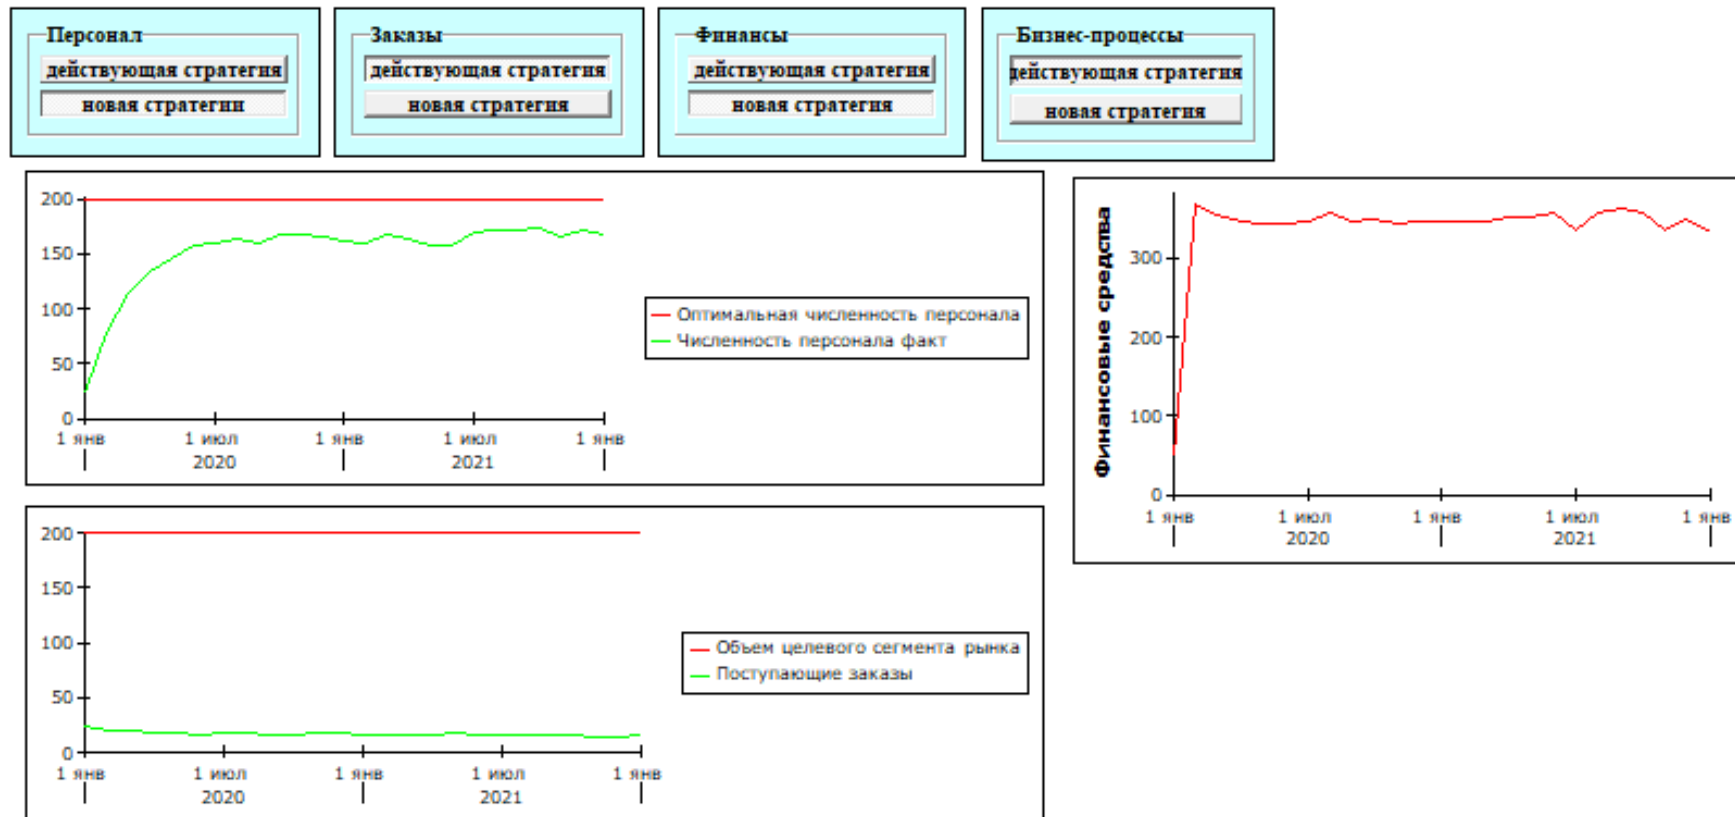 Персонал
действующая стратегия
новая стратегии
Заказы
действующая стратегия
новая стратегия
Финансы
действующая стратегия
новая стратегия
Бизнес-процессы
действующая стратегия
новая стратегия
200
150
100
50
0
1 янв
1 июл
1 янв
1 июл
1 янв
2020
2021
Оптимальная численность персонала
Численность персонала факт
Финансовые средства
300
200
100
0
1 янв
1 июл
1 янв
1 июл
1 янв
2020
2021
200
150
100
50
0
1 янв
1 июл
1 янв
1 июл
1 янв
2020
2021
Объем целевого сегмента рынка
Поступающие заказы